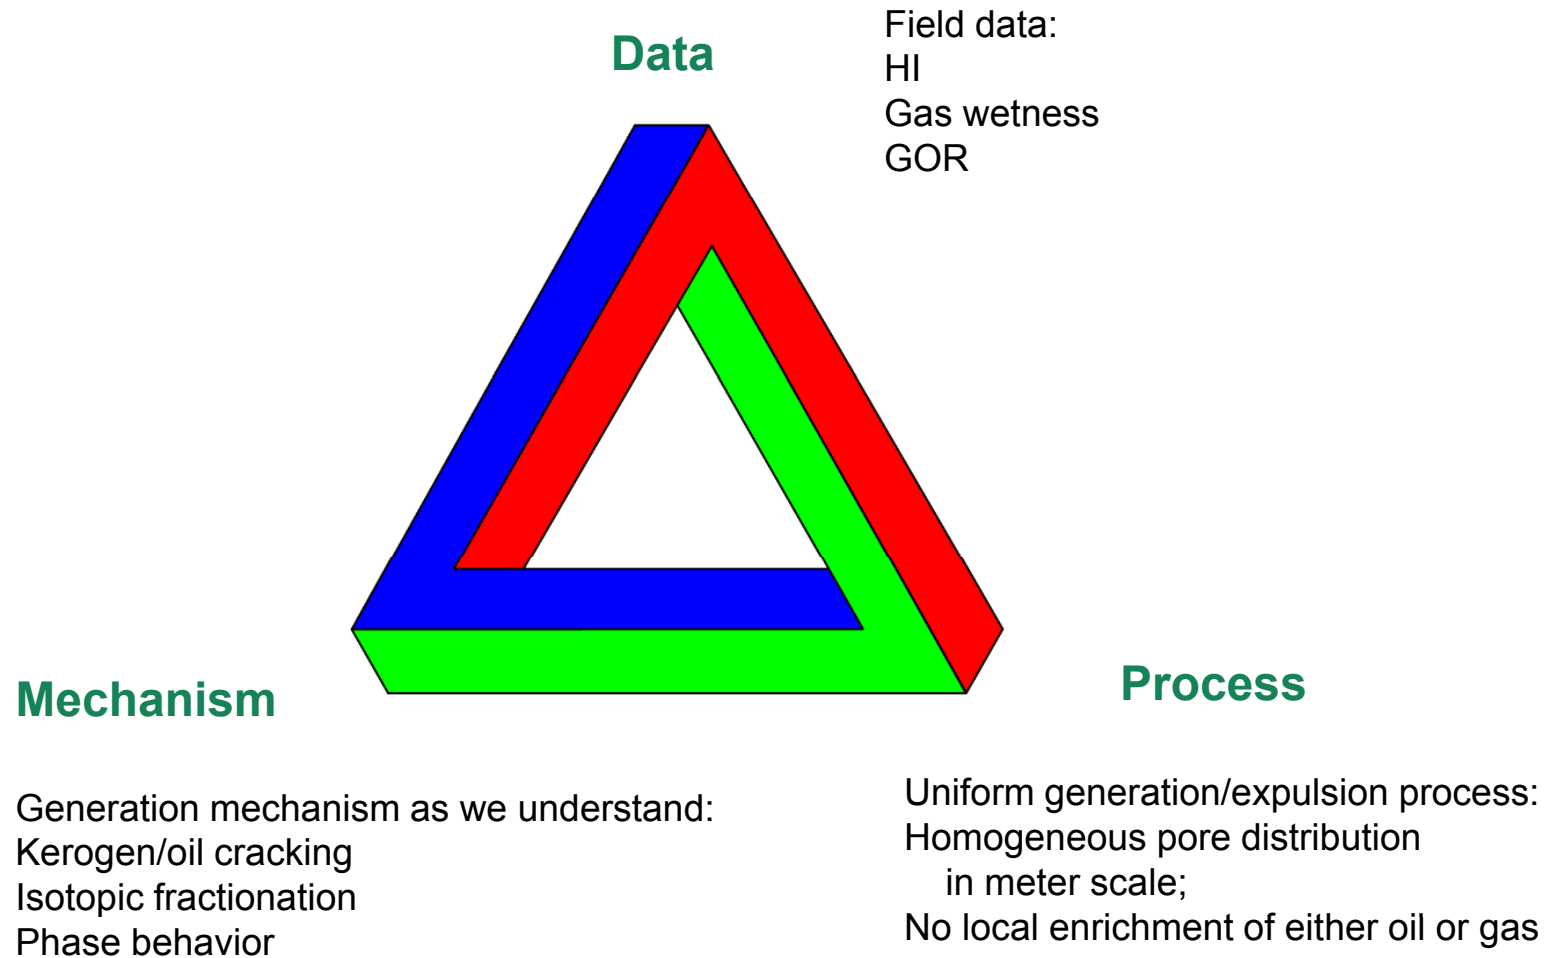 Data
Field data:
HI
Gas wetness
GOR
Mechanism
Generation mechanism as we understand:
Kerogen/oil cracking
Isotopic fractionation
Phase behavior
Process
Uniform generation/expulsion process:
Homogeneous pore distribution
in meter scale;
No local enrichment of either oil or gas